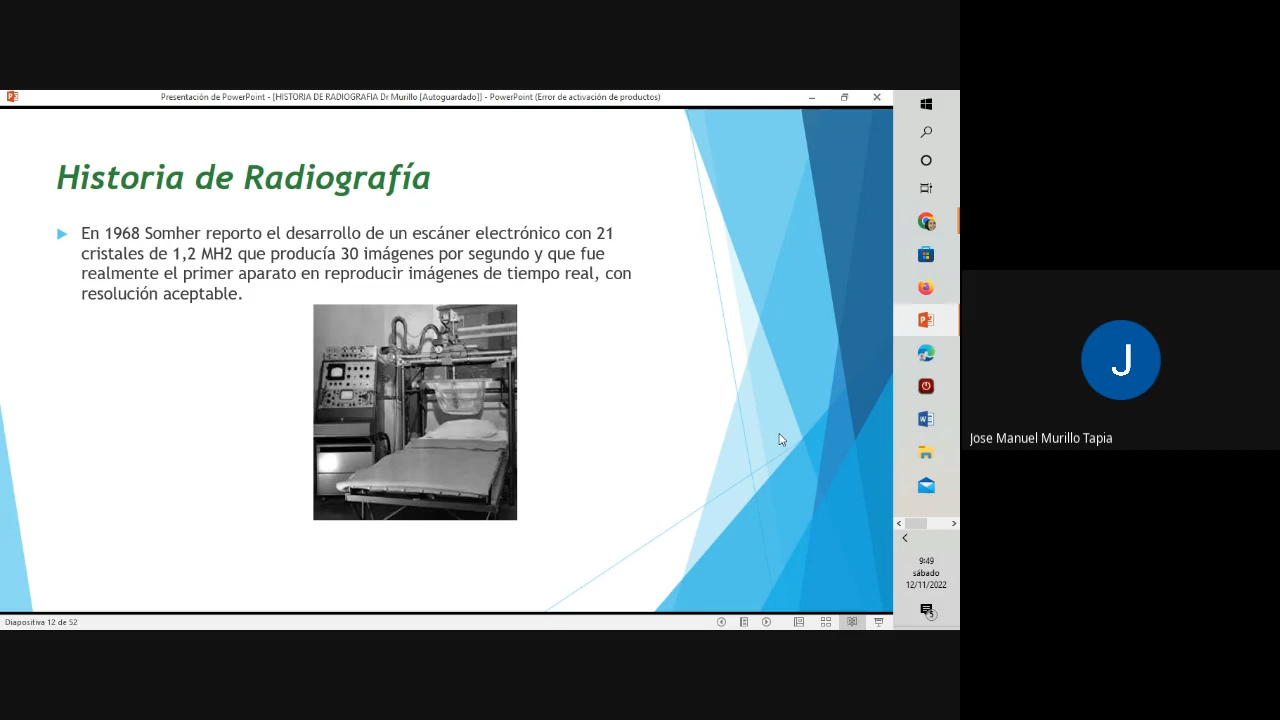 Presentación de PowerPoint - [HISTORIA DE RADIOGRAFIA Dr Murillo [Autoguardado]] - PowerPoint (Error de activación de productos)
Historia de Radiografía
En 1968 Somher reporto el desarrollo de un escáner electrónico con 21
cristales de 1,2 MH2 que producía 30 imágenes por segundo y que fue
realmente el primer aparato en reproducir imágenes de tiempo real, con
resolución aceptable.
J
Jose Manuel Murillo Tapia
9:49
sábado
12/11/2022
5
Diapositiva 12 de 52